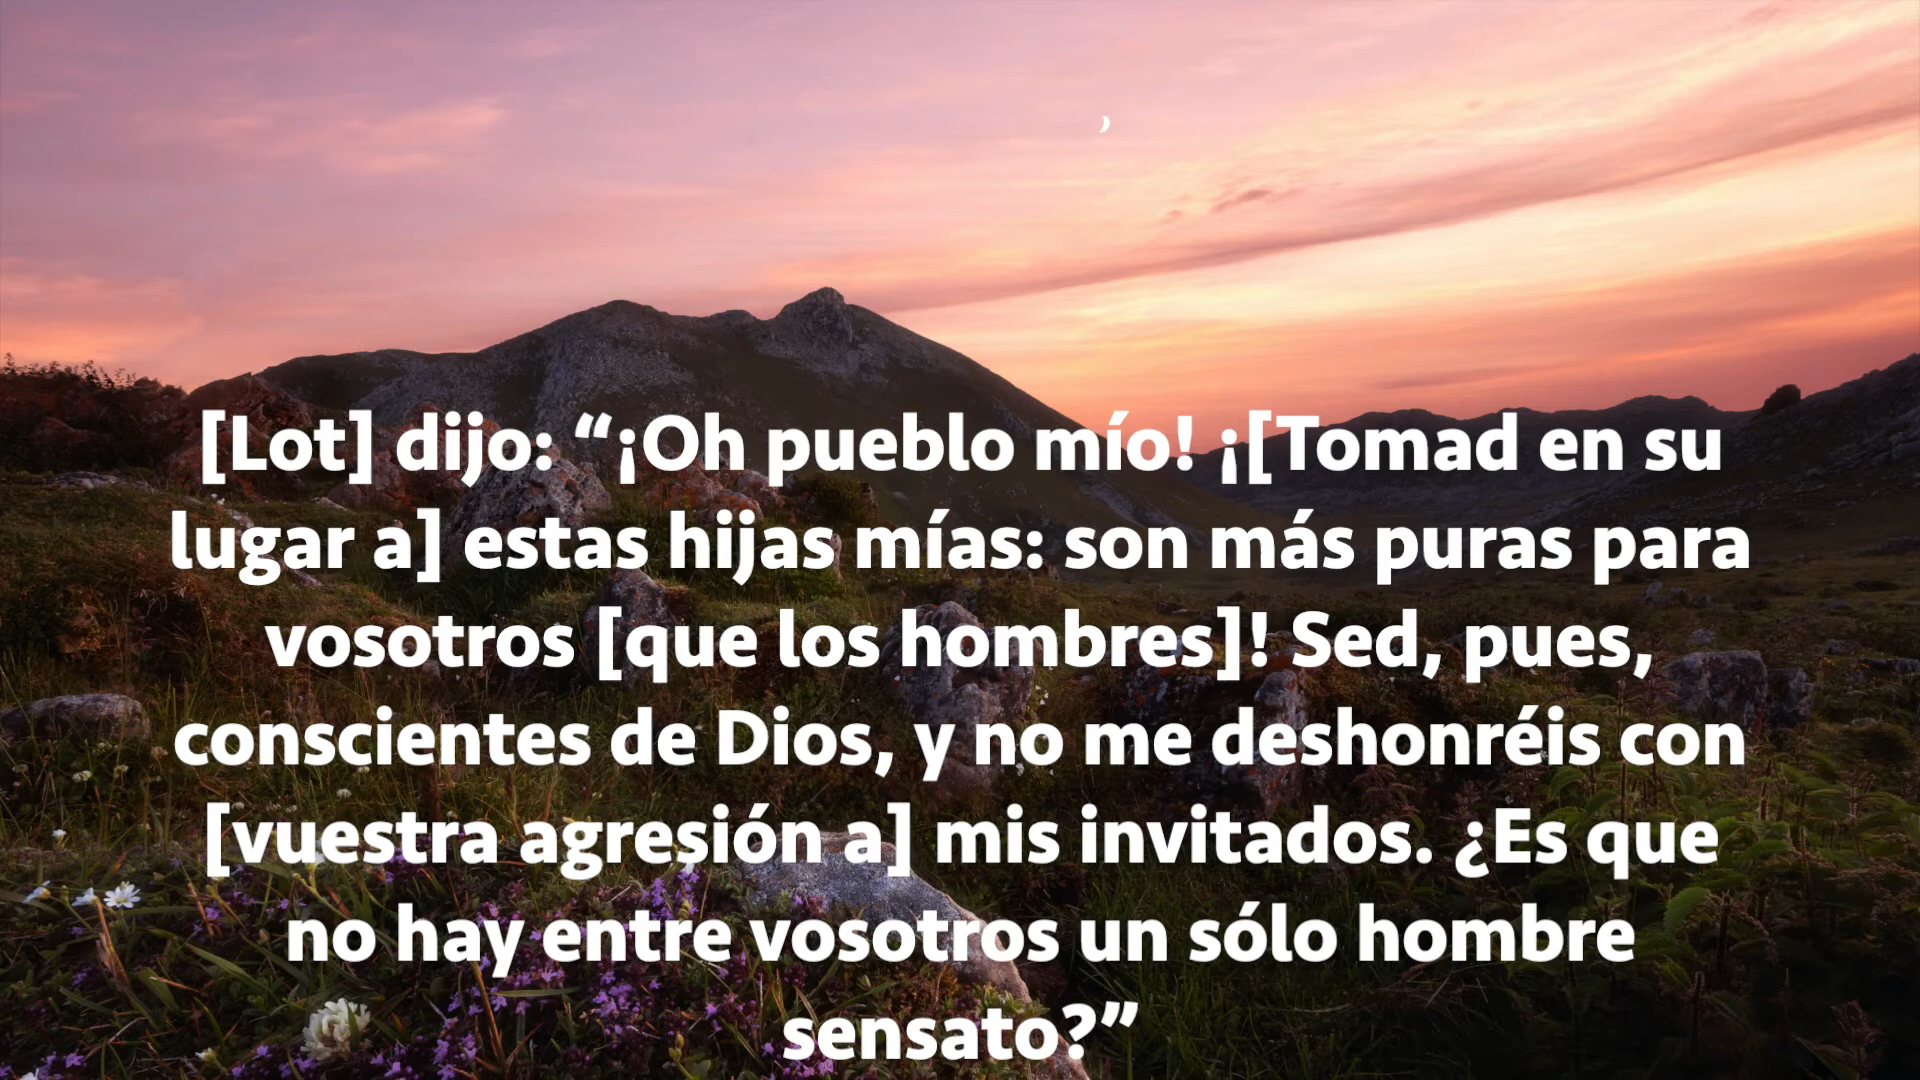 [Lot] dijo: “¡Oh pueblo mío! ¡[Tomad en su
lugar a] estas hijas mías: son más puras para
vosotros [que los hombres]! Sed, pues,
conscientes de Dios, y no me deshonréis con
[vuestra agresión a] mis invitados. ¿Es que
no hay entre vosotros un sólo hombre
sensato?”